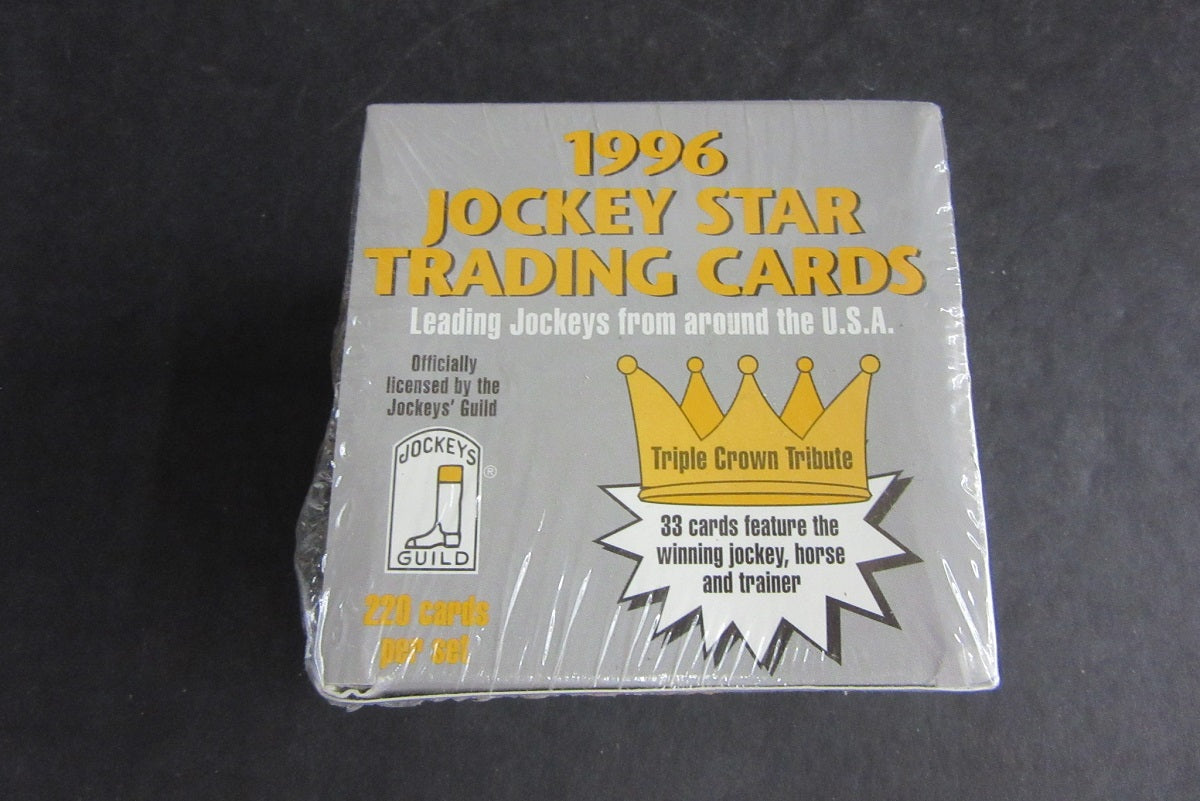 1996
JOCKEY STAR
TRADING CARDS
Leading Jockeys from around the U.S.A.
Officially
licensed by the
Jockeys' Guild
JOCKEYS
®
GUILD
220 cards
per set
Triple Crown Tribute
33 cards feature the
winning jockey, horse
and trainer